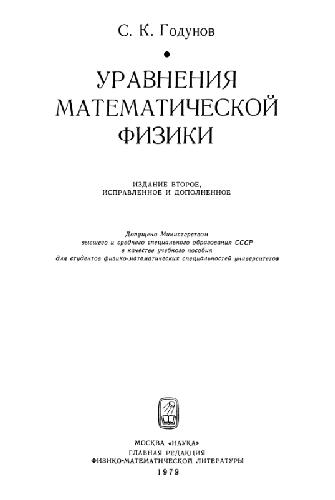 С. К. Годунов
•
УРАВНЕНИЯ
МАТЕМАТИЧЕСКОЙ
ФИЗИКИ
ИЗДАНИЕ ВТОРОЕ,
ИСПРАВЛЕННОЕ И ДОПОЛНЕННОЕ
Допущено Министерством
высшего и среднего специального образования СССР
в качестве учебного пособия
для студентов физико-математических специальностей университетов
МОСКВА «НАУКА»
ГЛАВНАЯ РЕДАКЦИЯ
ФИЗИКО-МАТЕМАТИЧЕСКОЙ ЛИТЕРАТУРЫ
1979